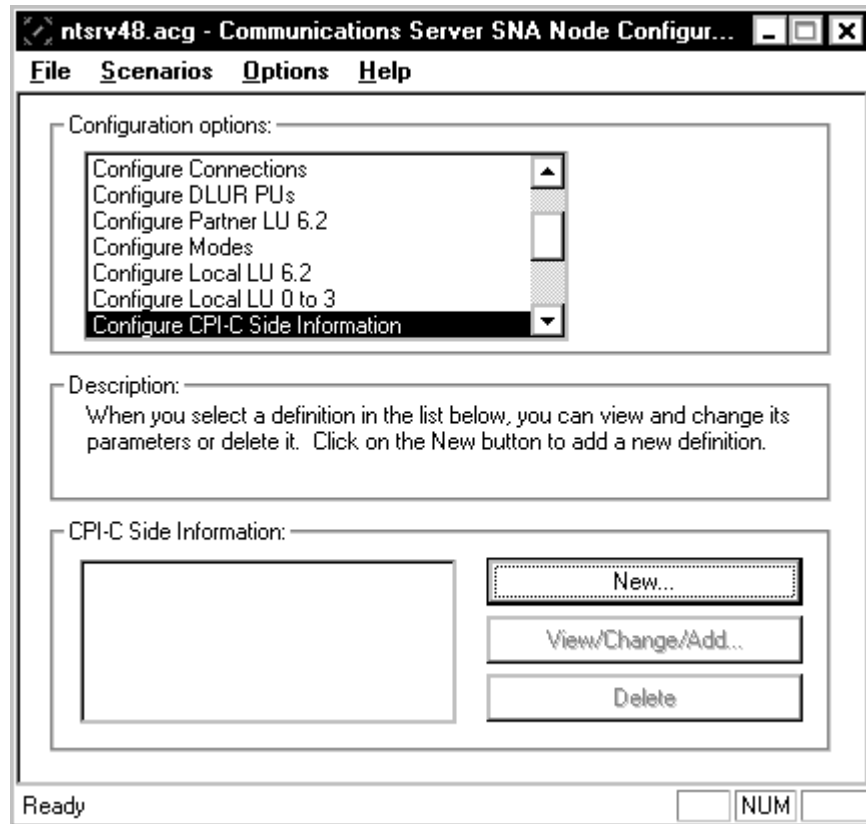 ntsrv48.acg - Communications Server SNA Node Configur...
File Scenarios Options Help
Configuration options:
Configure Connections
Configure DLUR PUs
Configure Partner LU 6.2
Configure Modes
Configure Local LU 6.2
Configure Local LU 0 to 3
Configure CPI-C Side Information
Description:
When you select a definition in the list below, you can view and change its
parameters or delete it. Click on the New button to add a new definition.
CPI-C Side Information:
New...
View/Change/Add...
Delete
Ready NUM